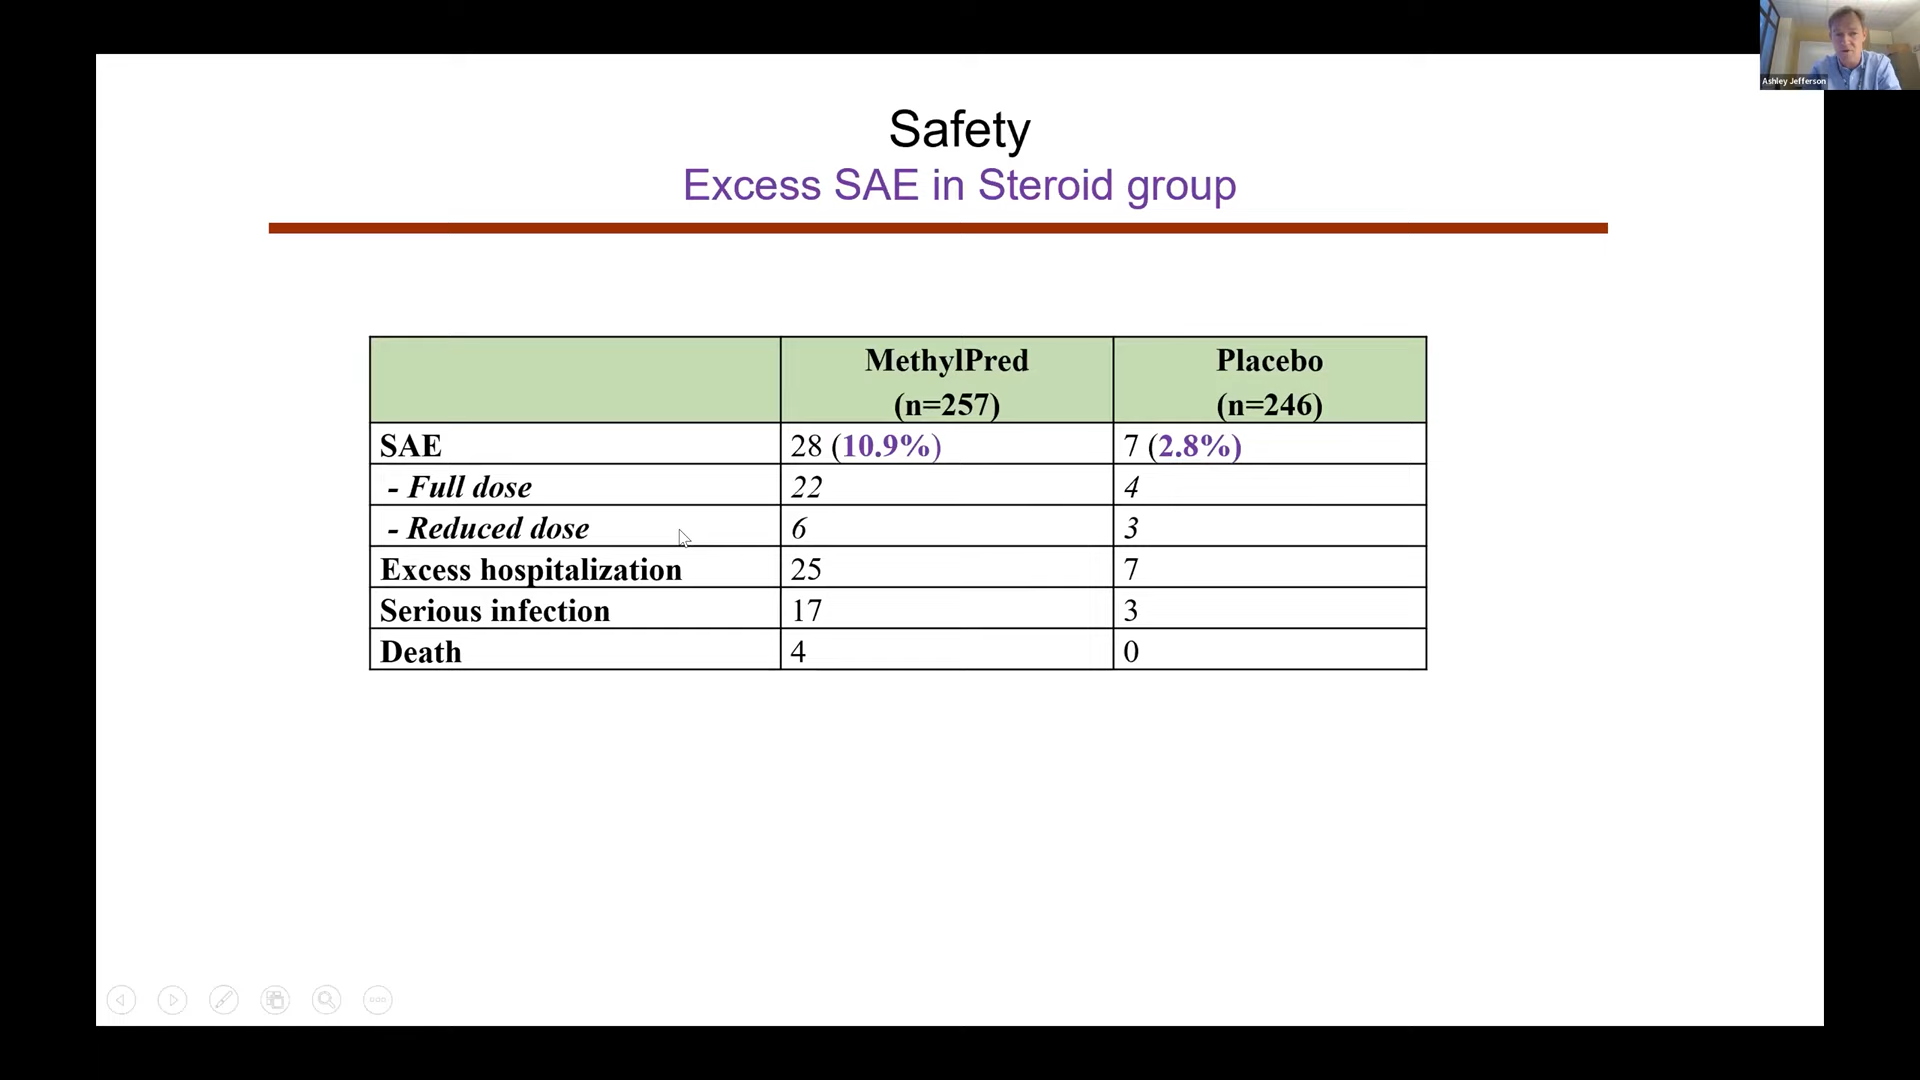 Ashley Jefferson
Safety
Excess SAE in Steroid group
MethylPred (n=257) Placebo (n=246)
SAE 28 (10.9%) 7 (2.8%)
- Full dose 22 4
- Reduced dose 6 3
Excess hospitalization 25 7
Serious infection 17 3
Death 4 0